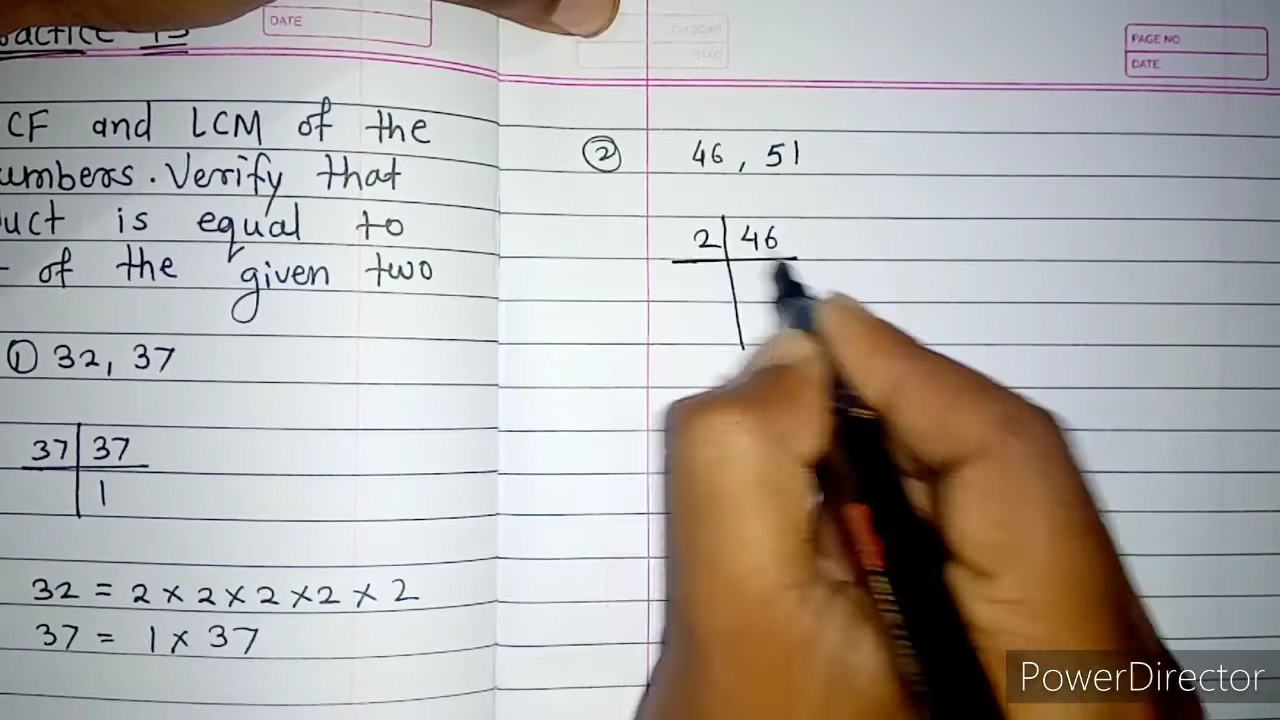 DATE
CF and LCM of the
umbers. Verify that
uct is equal to
of the given two
① 32, 37
37 | 37
1
32 = 2 × 2 × 2 × 2 × 2
37 = 1 × 37
PAGE NO.
DATE
② 46, 51
2 | 46
PowerDirector